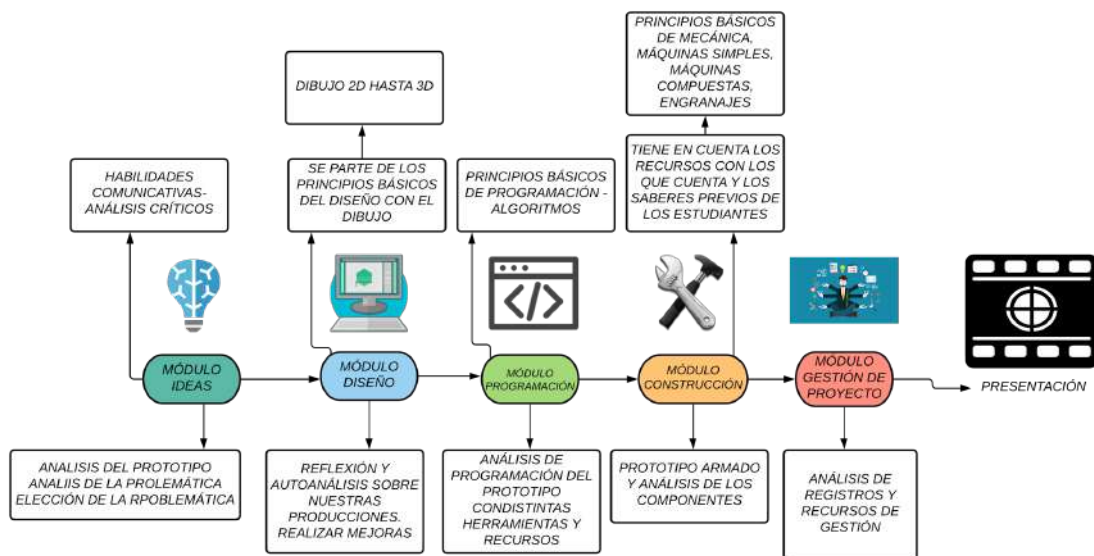 PRINCIPIOS BÁSICOS
DE MECÁNICA,
MÁQUINAS SIMPLES,
MÁQUINAS
COMPUESTAS,
ENGRANAJES
DIBUJO 2D HASTA 3D
HABILIDADES
COMUNICATIVAS-
ANÁLISIS CRÍTICOS
SE PARTE DE LOS
PRINCIPIOS BÁSICOS
DEL DISEÑO CON EL
DIBUJO
PRINCIPIOS BÁSICOS
DE PROGRAMACIÓN -
ALGORITMOS
TIENE EN CUENTA LOS
RECURSOS CON LOS
QUE CUENTA Y LOS
SABERES PREVIOS DE
LOS ESTUDIANTES
MÓDULO
IDEAS
MÓDULO
DISEÑO
MÓDULO
PROGRAMACIÓN
MÓDULO
CONSTRUCCIÓN
MÓDULO
GESTIÓN DE
PROYECTO
PRESENTACIÓN
ANALISIS DEL PROTOTIPO
ANALIIS DE LA PROLEMÁTICA
ELECCIÓN DE LA RPOBLEMÁTICA
REFLEXIÓN Y
AUTOANÁLISIS SOBRE
NUESTRAS
PRODUCCIONES.
REALIZAR MEJORAS
ANÁLISIS DE
PROGRAMACIÓN DEL
PROTOTIPO
CONDISTINTAS
HERRAMIENTAS Y
RECURSOS
PROTOTIPO ARMADO
Y ANÁLISIS DE LOS
COMPONENTES
ANÁLISIS DE
REGISTROS Y
RECURSOS DE
GESTIÓN